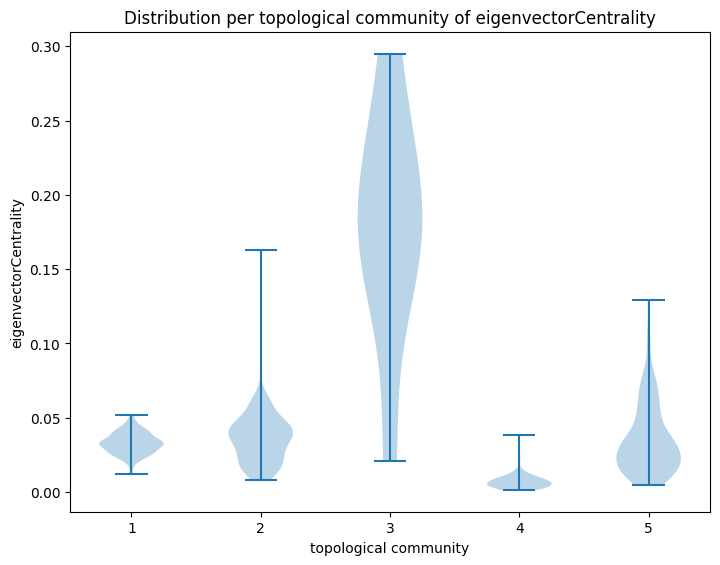 Distribution per topological community of eigenvectorCentrality
0.30
0.25
0.20
0.15
0.10
0.05
0.00
eigenvectorCentrality
1 2 3 4 5
topological community